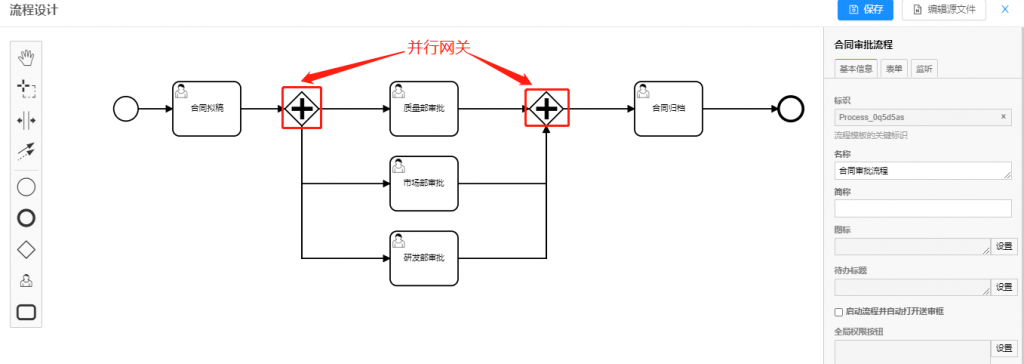 流程设计
保存
编辑源文件
X
并行网关
合同拟稿
质量部审批
合同归档
市场部审批
研发部审批
合同审批流程
基本信息
表单
监听
标识
Process_0q5d5as
×
流程模板的关键标识
名称
合同审批流程
简称
图标
设置
待办标题
设置
启动流程并自动打开送审框
全局权限按钮
设置